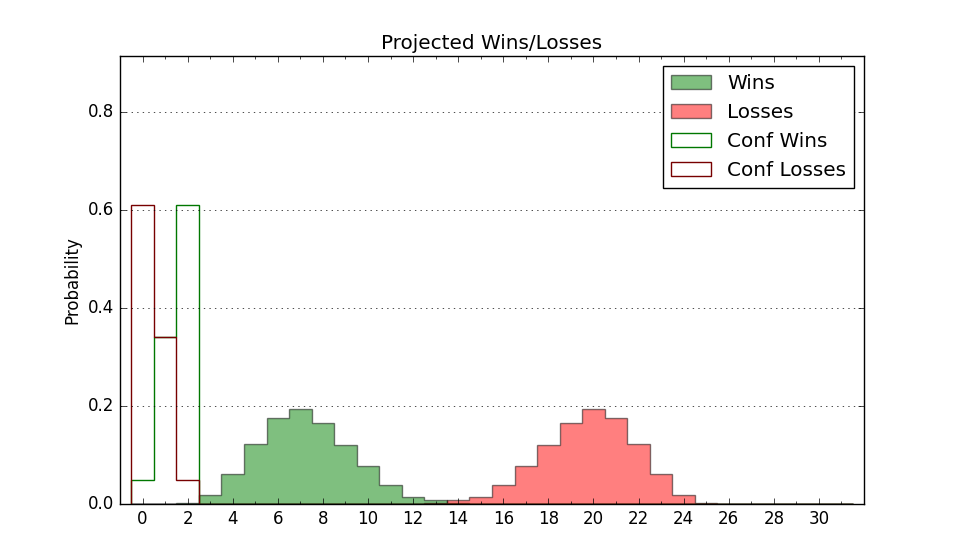 Projected Wins/Losses
Wins
Losses
Conf Wins
Conf Losses
Probability
0.8
0.6
0.4
0.2
0.0
0 2 4 6 8 10 12 14 16 18 20 22 24 26 28 30